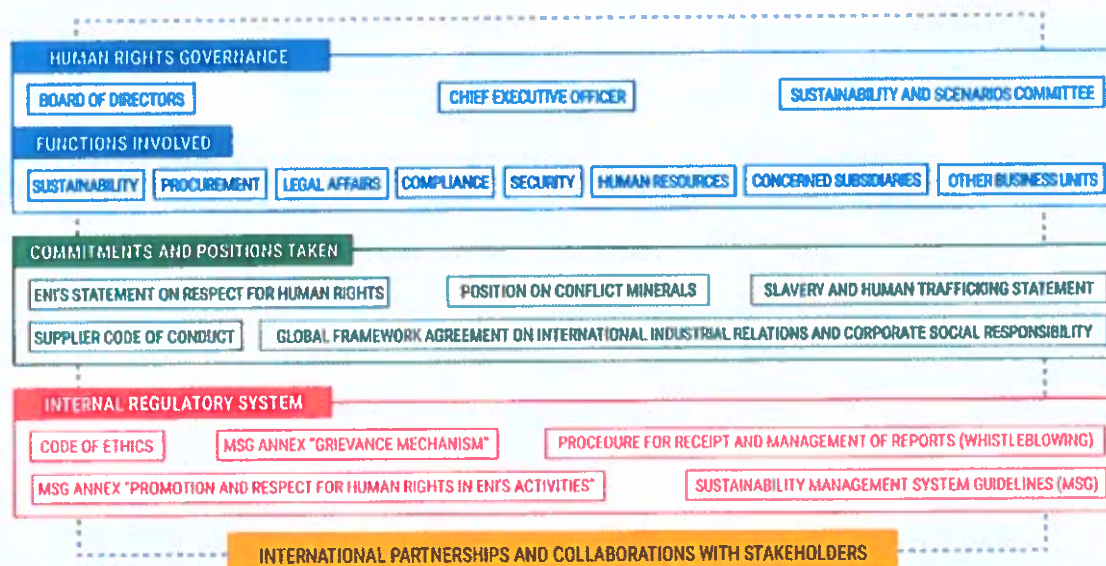 HUMAN RIGHTS GOVERNANCE
BOARD OF DIRECTORS
CHIEF EXECUTIVE OFFICER
SUSTAINABILITY AND SCENARIOS COMMITTEE
FUNCTIONS INVOLVED
SUSTAINABILITY
PROCUREMENT
LEGAL AFFAIRS
COMPLIANCE
SECURITY
HUMAN RESOURCES
CONCERNED SUBSIDIARIES
OTHER BUSINESS UNITS
COMMITMENTS AND POSITIONS TAKEN
ENI'S STATEMENT ON RESPECT FOR HUMAN RIGHTS
POSITION ON CONFLICT MINERALS
SLAVERY AND HUMAN TRAFFICKING STATEMENT
SUPPLIER CODE OF CONDUCT
GLOBAL FRAMEWORK AGREEMENT ON INTERNATIONAL INDUSTRIAL RELATIONS AND CORPORATE SOCIAL RESPONSIBILITY
INTERNAL REGULATORY SYSTEM
CODE OF ETHICS
MSG ANNEX "GRIEVANCE MECHANISM"
PROCEDURE FOR RECEIPT AND MANAGEMENT OF REPORTS (WHISTLEBLOWING)
MSG ANNEX "PROMOTION AND RESPECT FOR HUMAN RIGHTS IN ENI'S ACTIVITIES"
SUSTAINABILITY MANAGEMENT SYSTEM GUIDELINES (MSG)
INTERNATIONAL PARTNERSHIPS AND COLLABORATIONS WITH STAKEHOLDERS